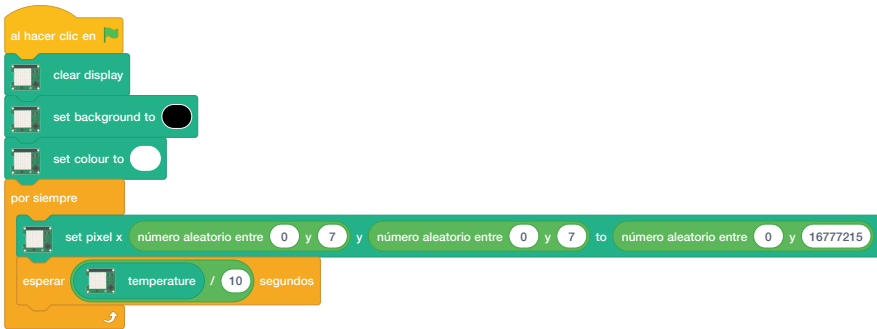 al hacer clic en
clear display
set background to
set colour to
por siempre
set pixel x número aleatorio entre 0 y 7 y número aleatorio entre 0 y 7 to número aleatorio entre 0 y 16777215
esperar temperature / 10 segundos